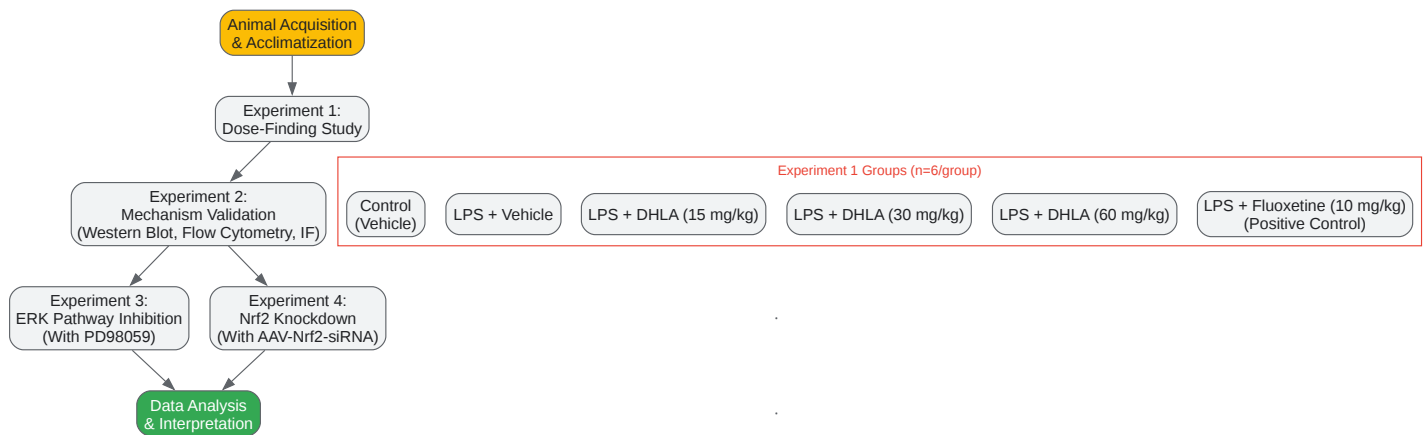 Animal Acquisition
& Acclimatization
Experiment 1:
Dose-Finding Study
Experiment 2:
Mechanism Validation
(Western Blot, Flow Cytometry, IF)
Experiment 1 Groups (n=6/group)
Control
(Vehicle)
LPS + Vehicle
LPS + DHLA (15 mg/kg)
LPS + DHLA (30 mg/kg)
LPS + DHLA (60 mg/kg)
LPS + Fluoxetine (10 mg/kg)
(Positive Control)
Experiment 3:
ERK Pathway Inhibition
(With PD98059)
Experiment 4:
Nrf2 Knockdown
(With AAV-Nrf2-siRNA)
.
Data Analysis
& Interpretation
.